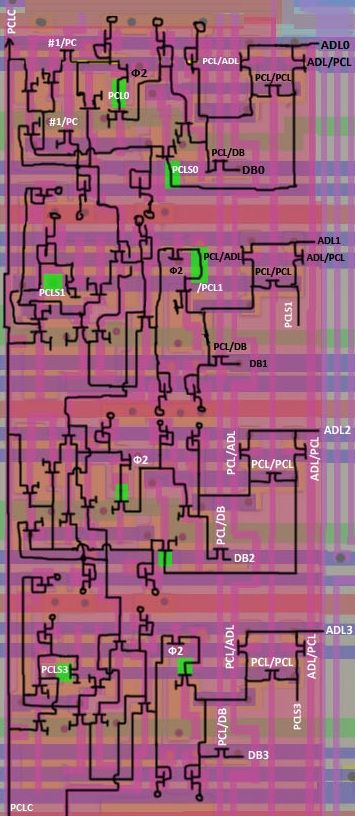 PCLC
#1/PC
Φ2
PCL/ADL
ADL0
ADL/PCL
PCL/PCL
PCL0
#1/PC
PCL/DB
PCLS0
DB0
ADL1
PCL/ADL
ADL/PCL
Φ2
PCL/PCL
PCLS1
/PCL1
PCLS1
PCL/DB
DB1
ADL2
PCL/ADL
ADL/PCL
Φ2
PCL/PCL
PCL/DB
DB2
ADL3
PCL/ADL
ADL/PCL
Φ2
PCL/PCL
PCLS3
PCLS3
PCL/DB
DB3
PCLC